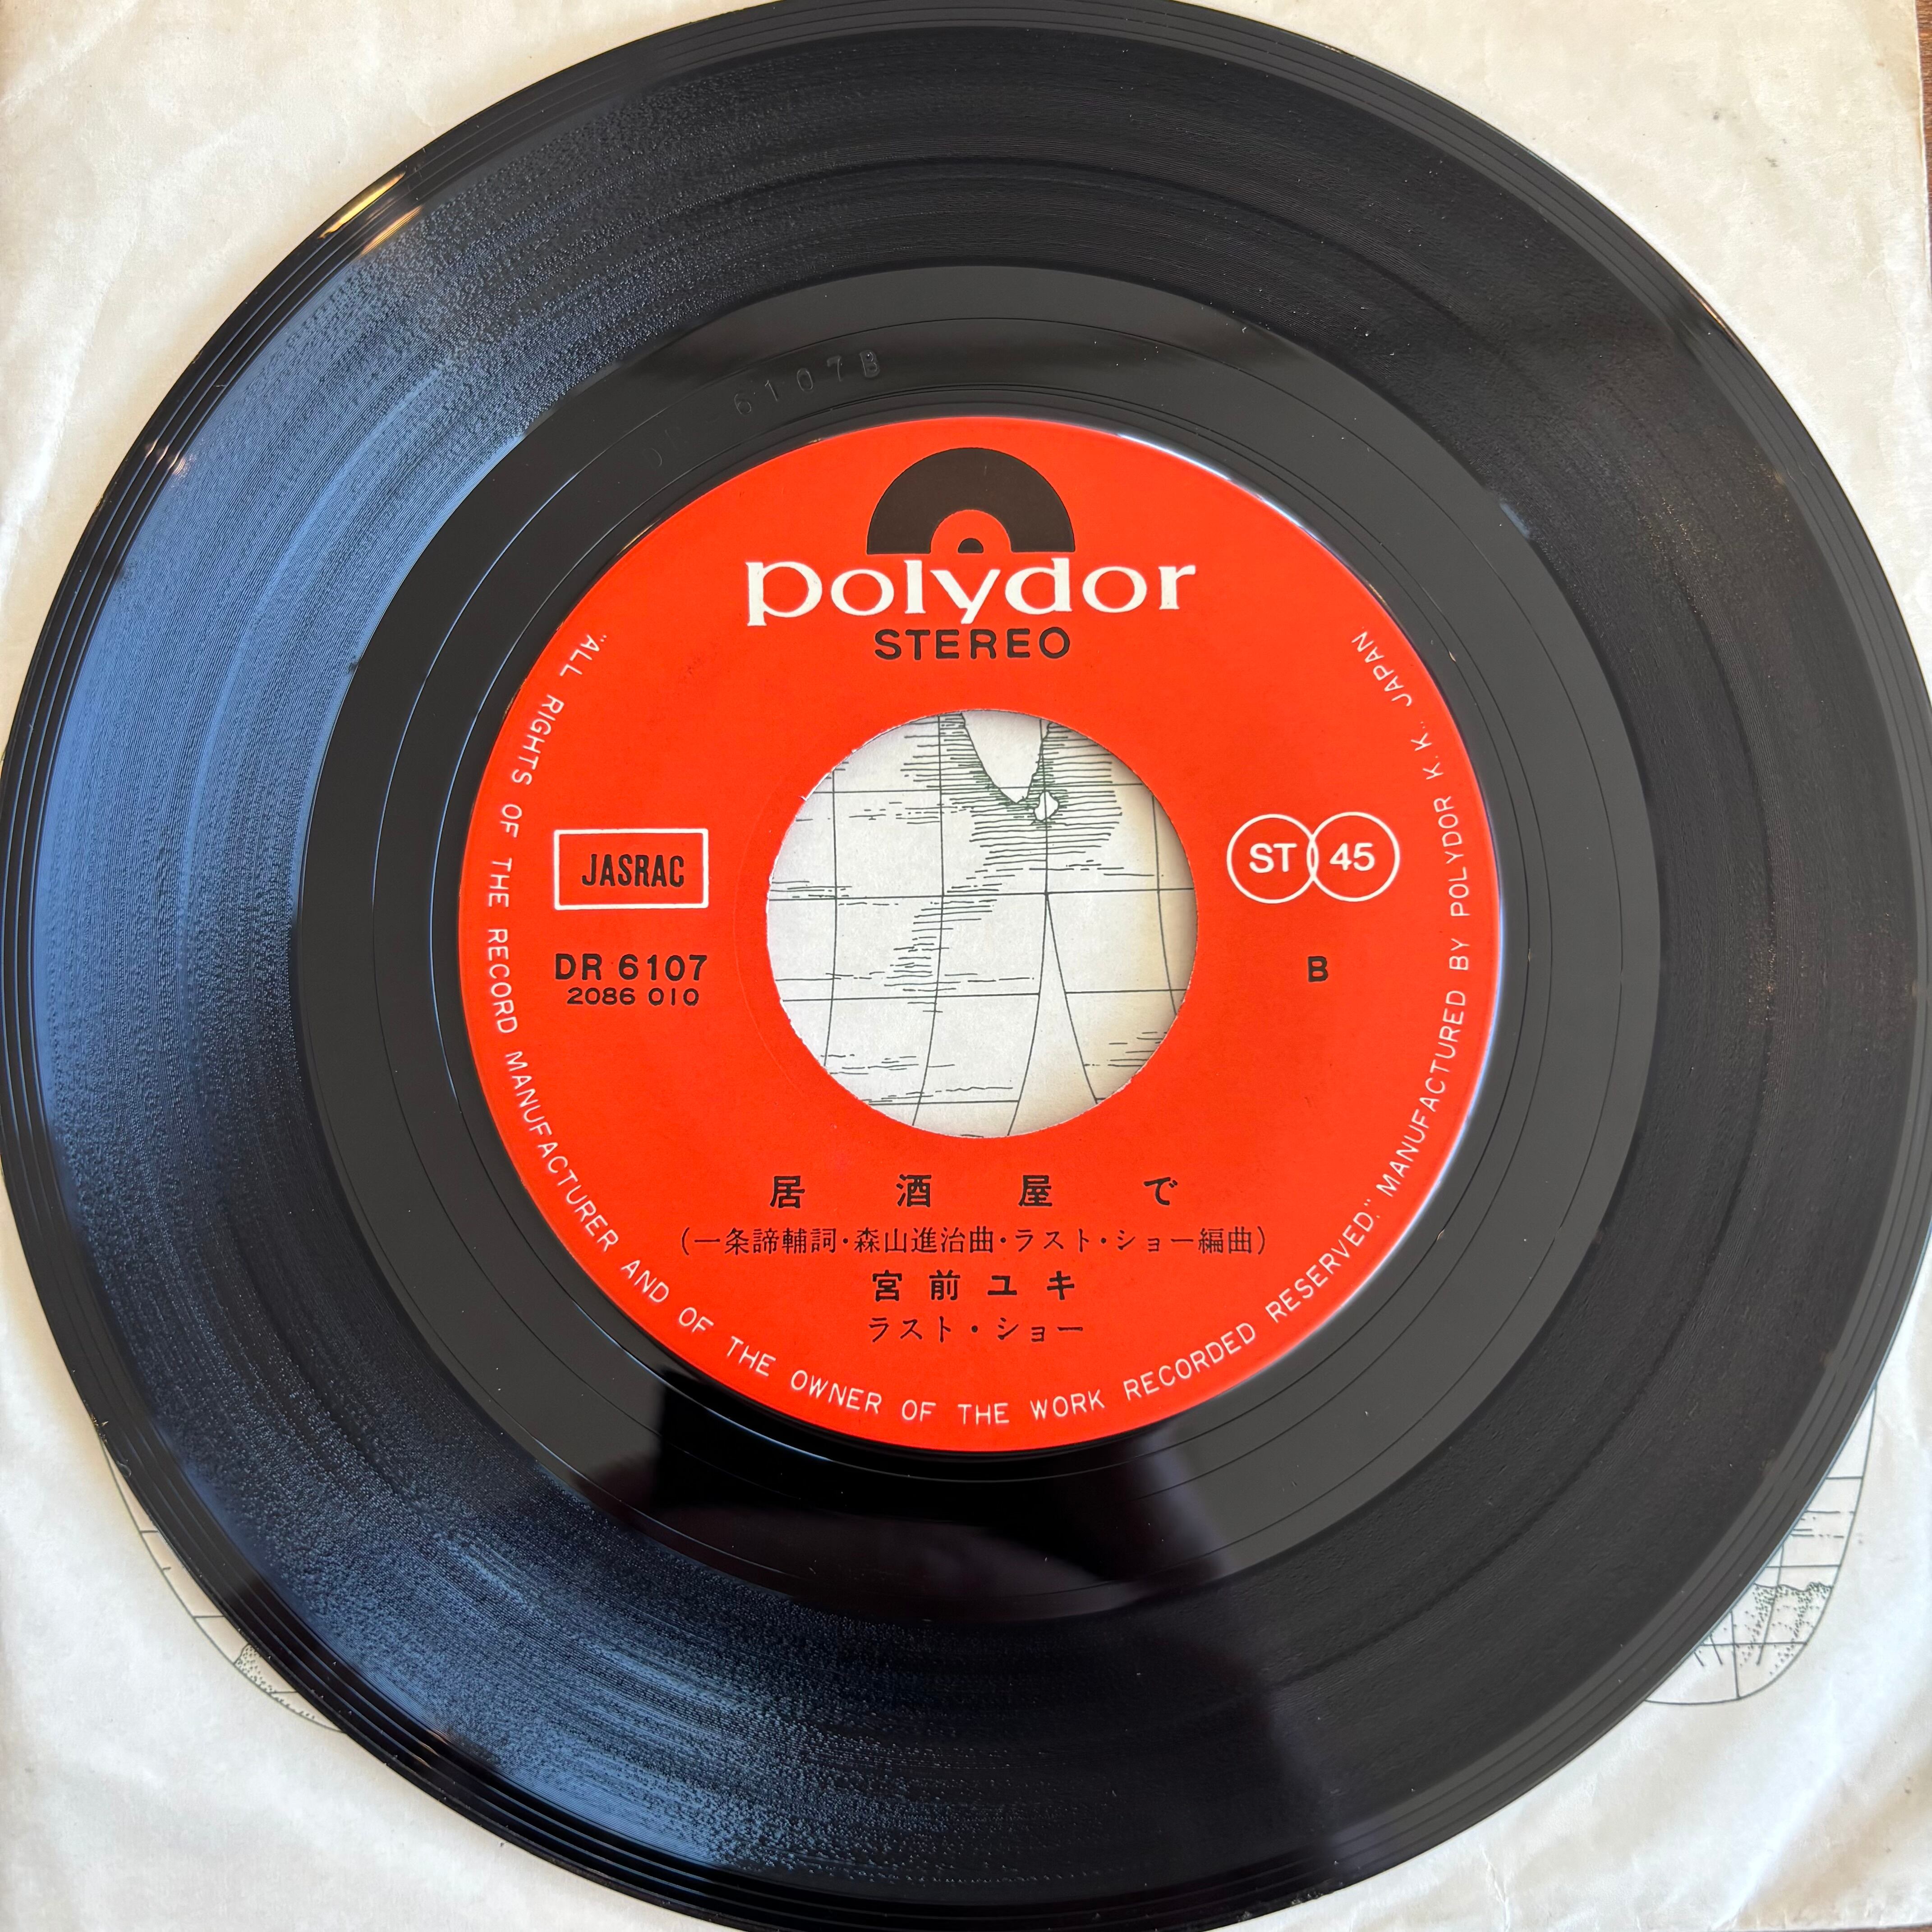 6107B
polydor
STEREO
JASRAC
ST 45
DR 6107
2086 010
B
居酒屋で
(一条諦輔詞・森山進治曲・ラスト・ショー編曲)
宮前ユキ
ラスト・ショー
"ALL RIGHTS OF THE RECORD MANUFACTURER AND OF THE OWNER OF THE WORK RECORDED RESERVED." MANUFACTURED BY POLYDOR K. K. JAPAN